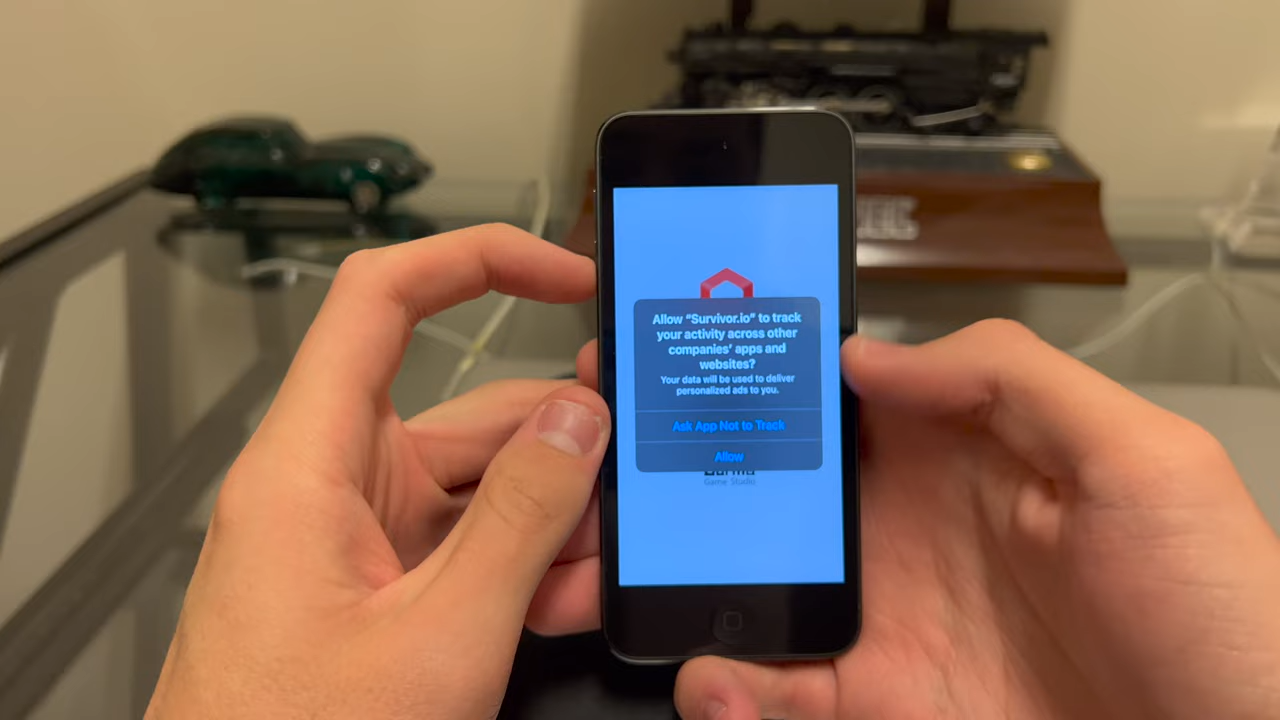 Allow “Survivor.io” to track
your activity across other
companies’ apps and
websites?
Your data will be used to deliver
personalized ads to you.
Ask App Not to Track
Allow
Game Studio